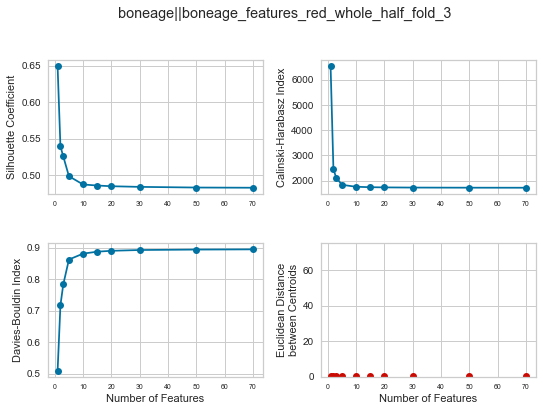 boneage||boneage_features_red_whole_half_fold_3
Silhouette Coefficient
0.65
0.60
0.55
0.50
0 10 20 30 40 50 60 70
Calinski-Harabasz Index
6000
5000
4000
3000
2000
0 10 20 30 40 50 60 70
Davies-Bouldin Index
0.9
0.8
0.7
0.6
0.5
0 10 20 30 40 50 60 70
Number of Features
Euclidean Distance
between Centroids
60
40
20
0
0 10 20 30 40 50 60 70
Number of Features